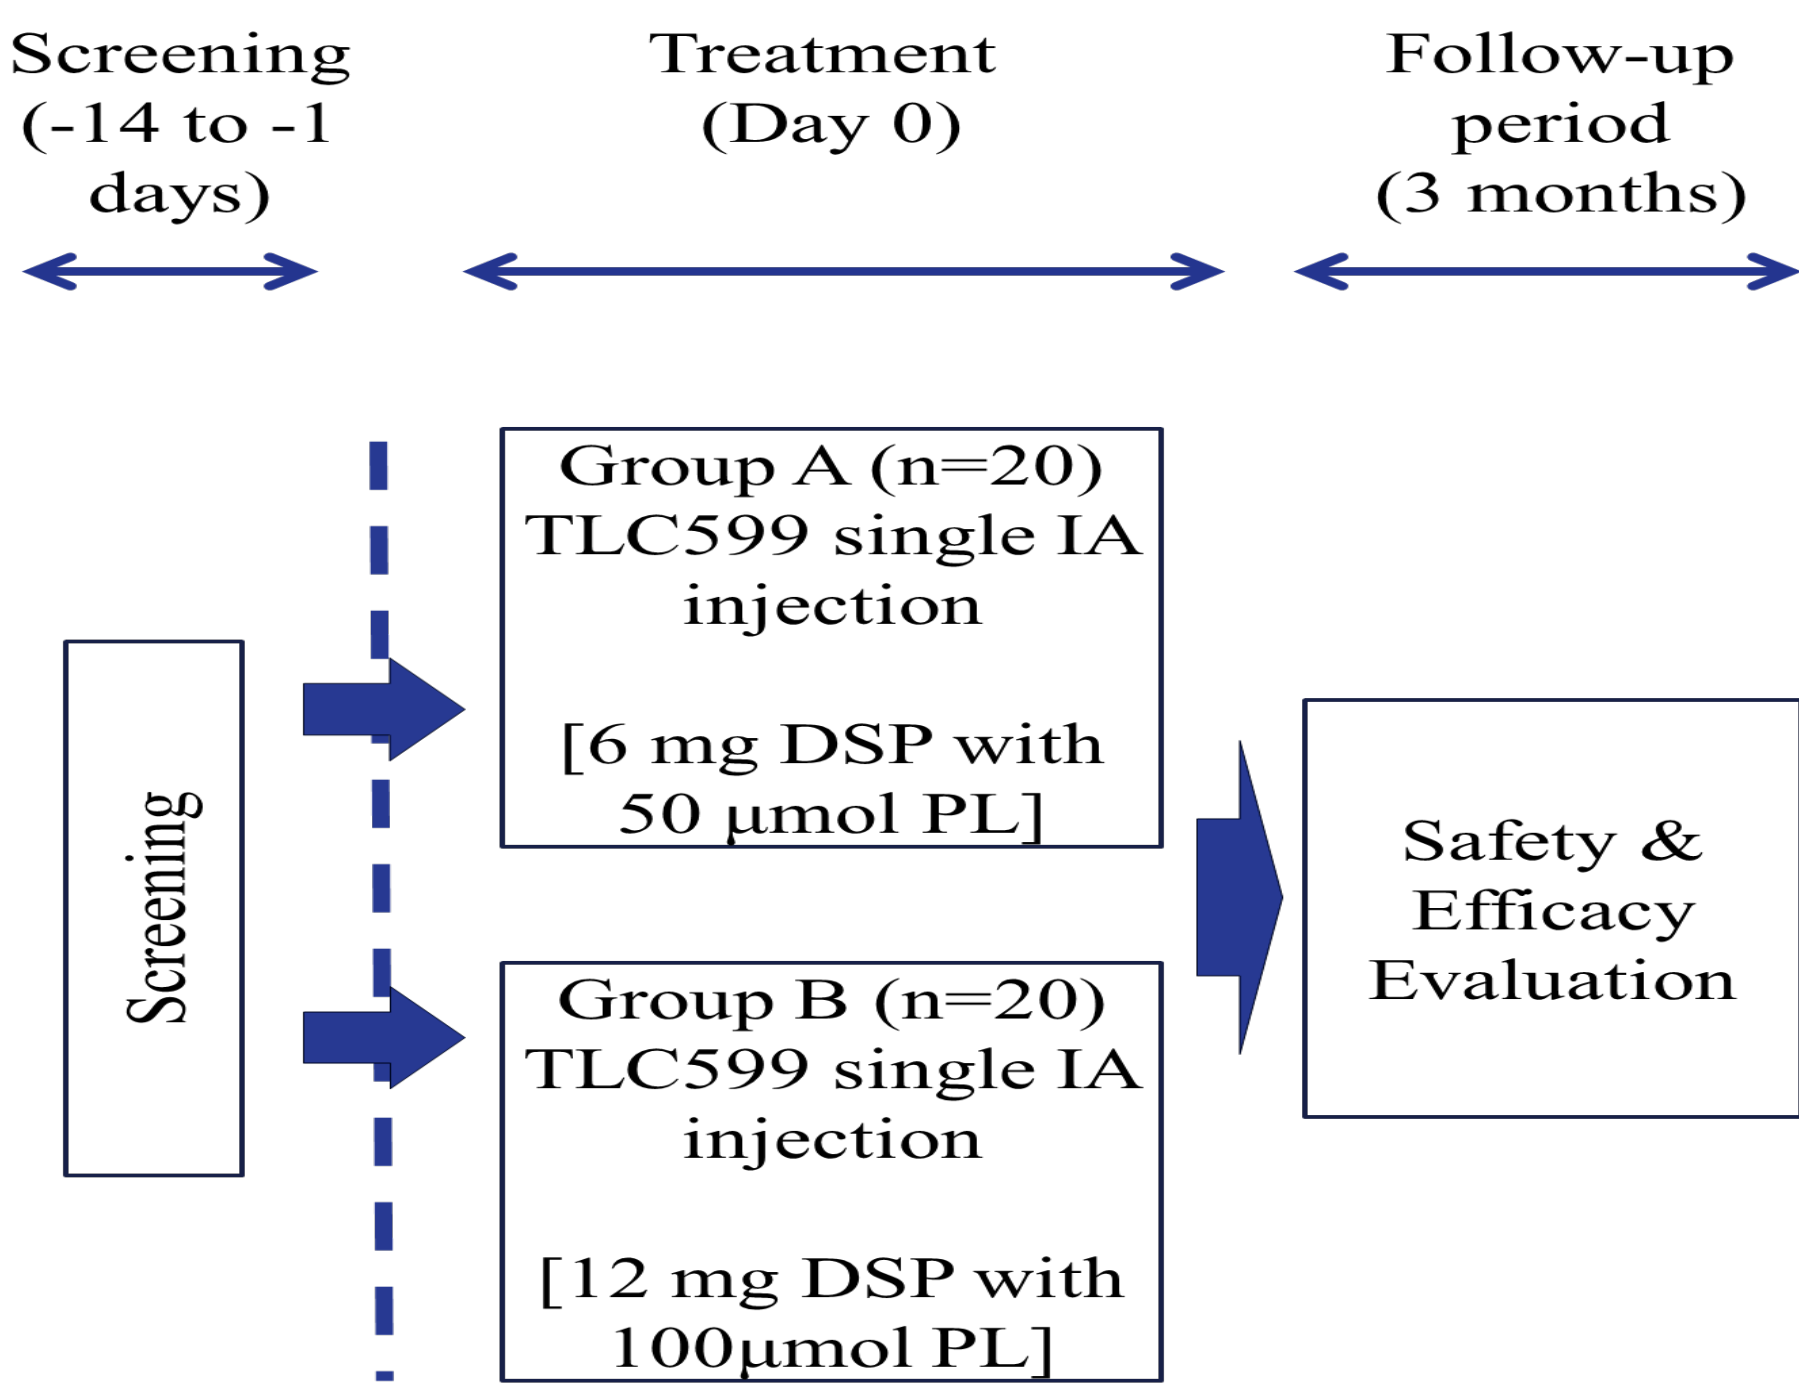 Screening
(-14 to -1
days)
Treatment
(Day 0)
Follow-up
period
(3 months)
Screening
Group A (n=20)
TLC599 single IA
injection
[6 mg DSP with
50 μmol PL]
Group B (n=20)
TLC599 single IA
injection
[12 mg DSP with
100μmol PL]
Safety &
Efficacy
Evaluation